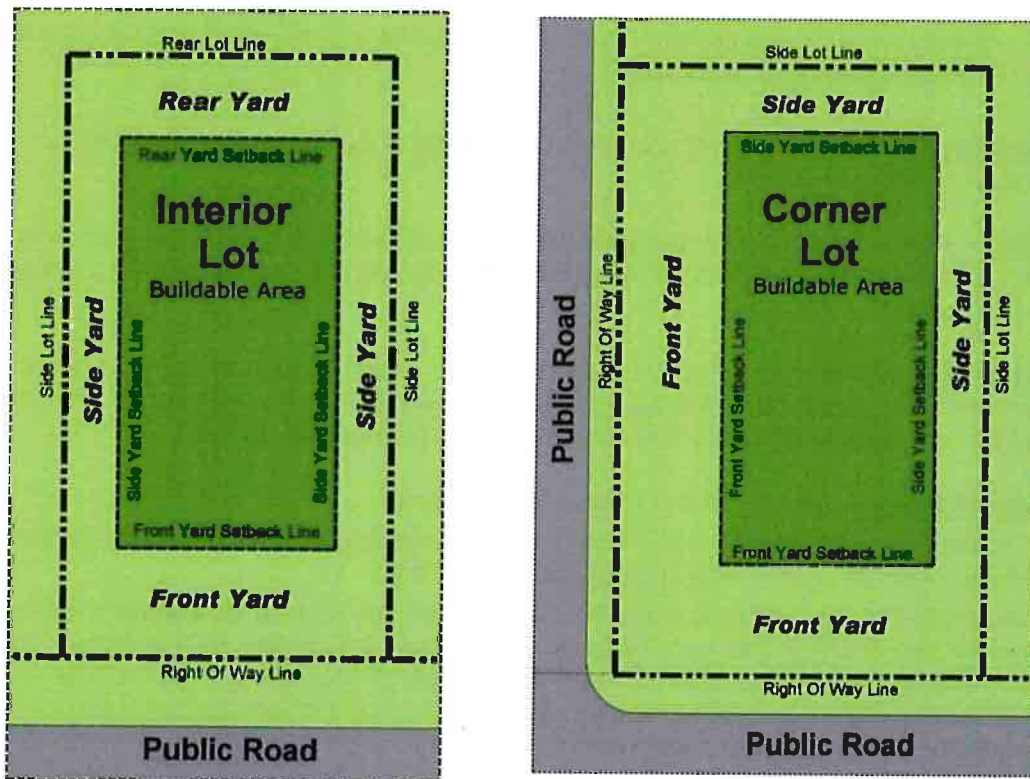 Rear Lot Line
Rear Yard
Rear Yard Setback Line
Interior
Lot
Buildable Area
Side Lot Line
Side Yard
Side Yard Setback Line
Side Yard Setback Line
Side Yard
Side Lot Line
Front Yard Setback Line
Front Yard
Right Of Way Line
Public Road
Side Lot Line
Side Yard
Side Yard Setback Line
Corner
Lot
Buildable Area
Public Road
Right Of Way Line
Front Yard
Front Yard Setback Line
Side Yard Setback Line
Side Yard
Side Lot Line
Front Yard Setback Line
Front Yard
Right Of Way Line
Public Road